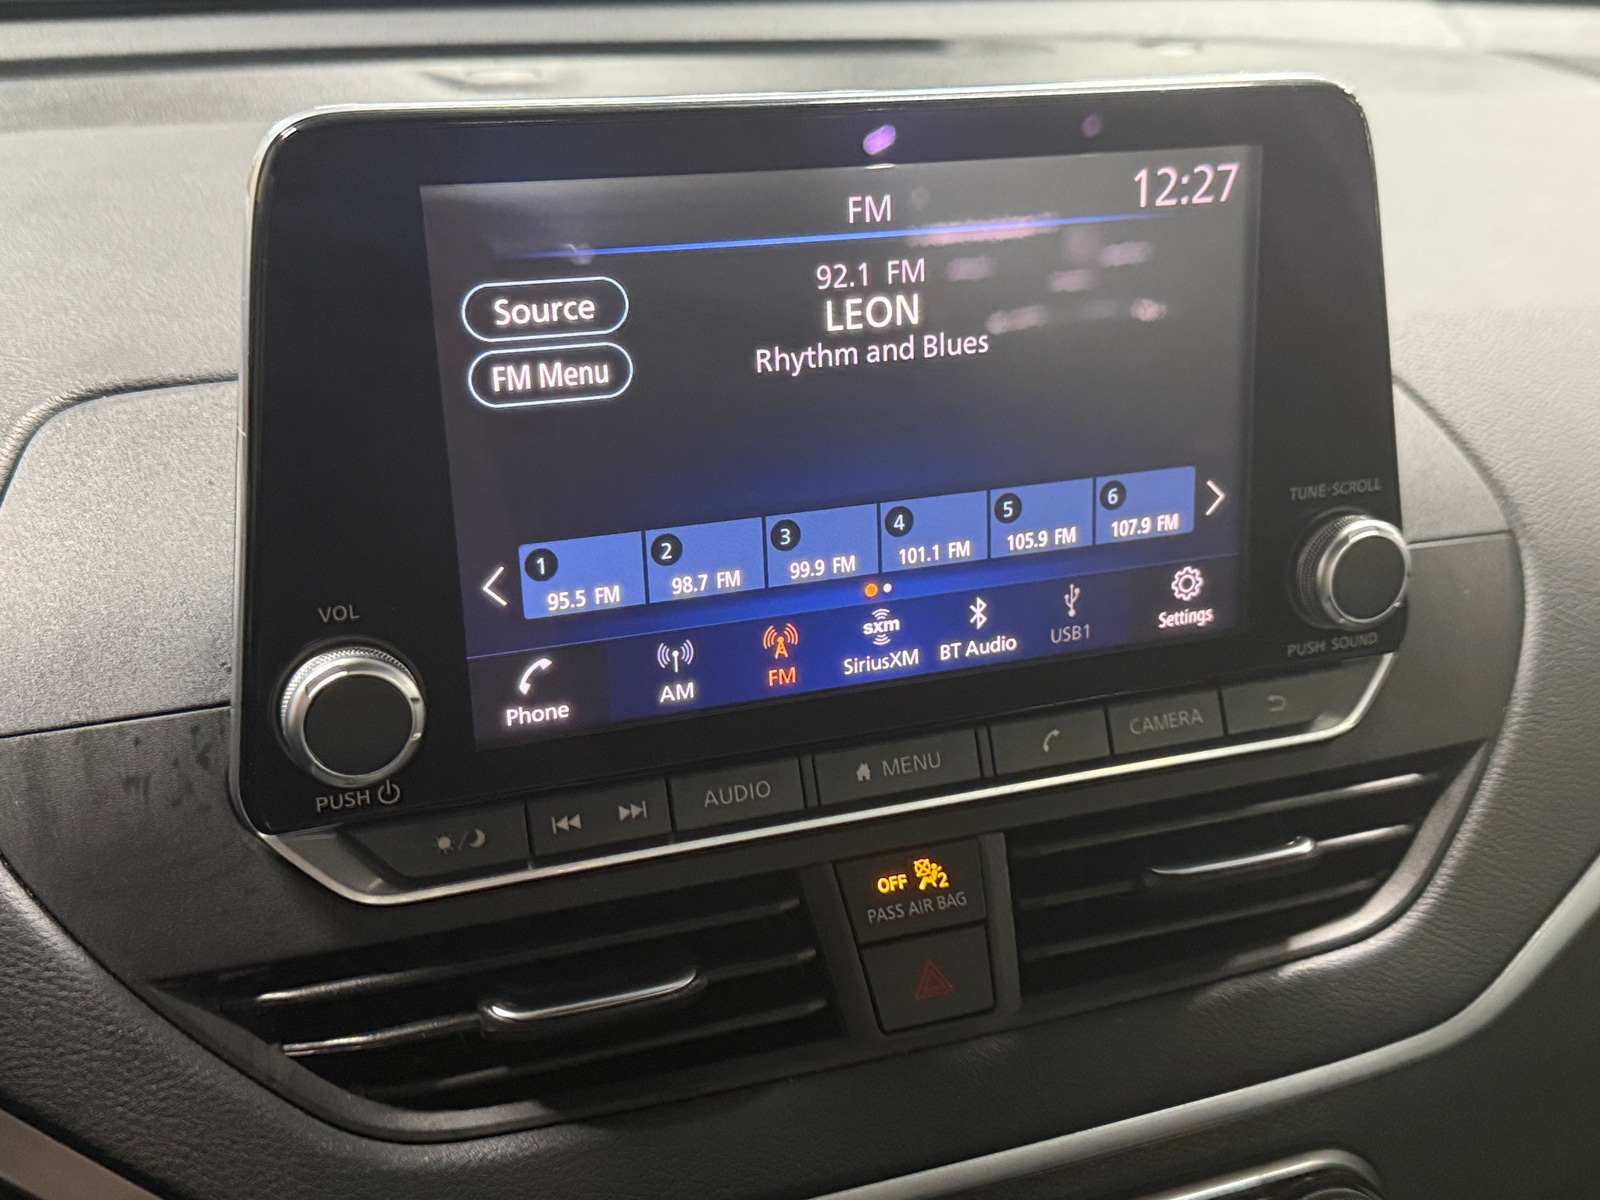 12:27
FM
92.1 FM
LEON
Rhythm and Blues
Source
FM Menu
1
95.5 FM
2
98.7 FM
3
99.9 FM
4
101.1 FM
5
105.9 FM
6
107.9 FM
Phone
AM
FM
sxm
SiriusXM
BT Audio
USB1
Settings
VOL
PUSH
TUNE·SCROLL
PUSH SOUND
AUDIO
MENU
CAMERA
OFF 2
PASS AIR BAG